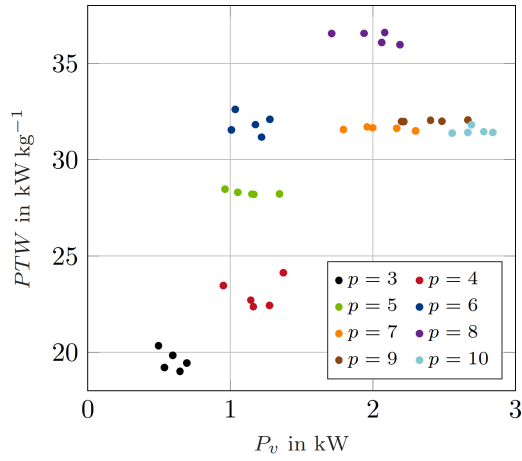 35
30
25
20
0
1
2
3
PTW in kW kg⁻¹
P_v in kW
p = 3
p = 4
p = 5
p = 6
p = 7
p = 8
p = 9
p = 10